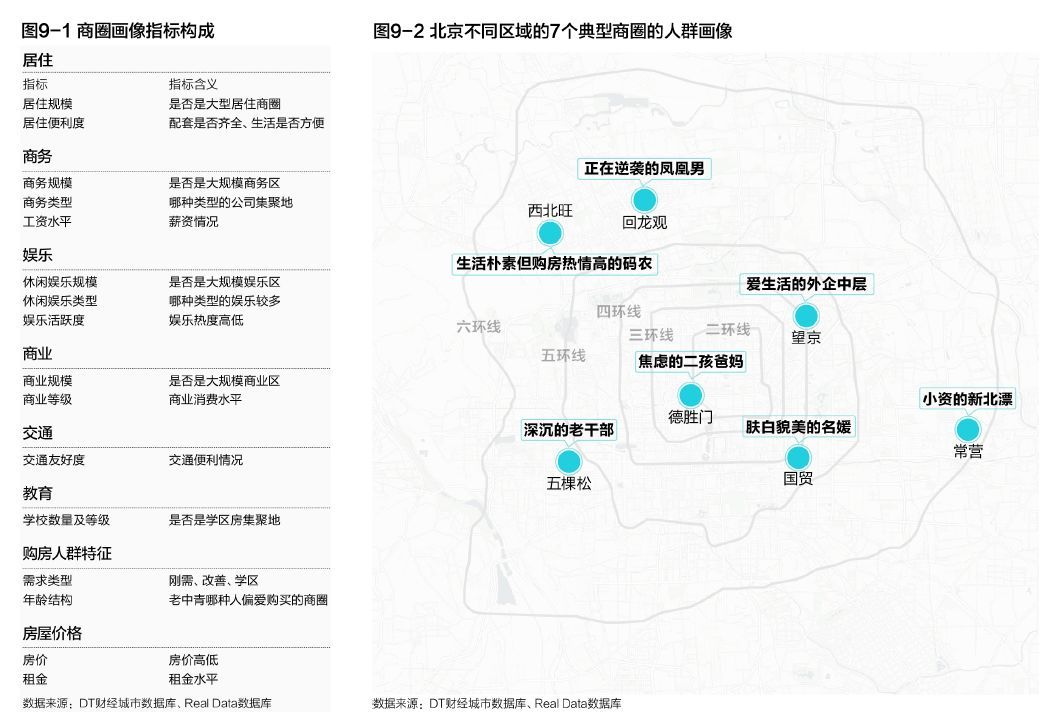 图9-1 商圈画像指标构成
居住
指标 指标含义
居住规模 是否是大型居住商圈
居住便利度 配套是否齐全、生活是否方便
商务
商务规模 是否是大规模商务区
商务类型 哪种类型的公司集聚地
工资水平 薪资情况
娱乐
休闲娱乐规模 是否是大规模娱乐区
休闲娱乐类型 哪种类型的娱乐较多
娱乐活跃度 娱乐热度高低
商业
商业规模 是否是大规模商业区
商业等级 商业消费水平
交通
交通友好度 交通便利情况
教育
学校数量及等级 是否是学区房集聚地
购房人群特征
需求类型 刚需、改善、学区
年龄结构 老中青哪种人偏爱购买的商圈
房屋价格
房价 房价高低
租金 租金水平
数据来源：DT财经城市数据库、Real Data数据库
图9-2 北京不同区域的7个典型商圈的人群画像
正在逆袭的凤凰男
回龙观
西北旺
生活朴素但购房热情高的码农
爱生活的外企中层
望京
六环线
五环线
四环线
三环线
二环线
焦虑的二孩爸妈
德胜门
小资的新北漂
常营
深沉的老干部
五棵松
肤白貌美的名媛
国贸
数据来源：DT财经城市数据库、Real Data数据库